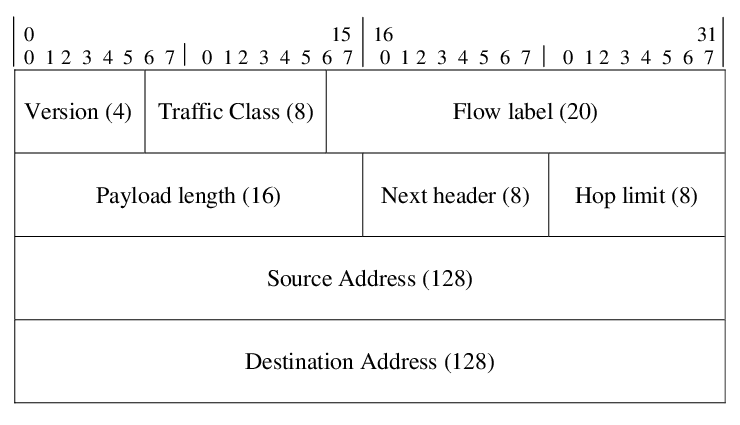 0 15 16 31
0 1 2 3 4 5 6 7 0 1 2 3 4 5 6 7 0 1 2 3 4 5 6 7 0 1 2 3 4 5 6 7
Version (4) Traffic Class (8) Flow label (20)
Payload length (16) Next header (8) Hop limit (8)
Source Address (128)
Destination Address (128)